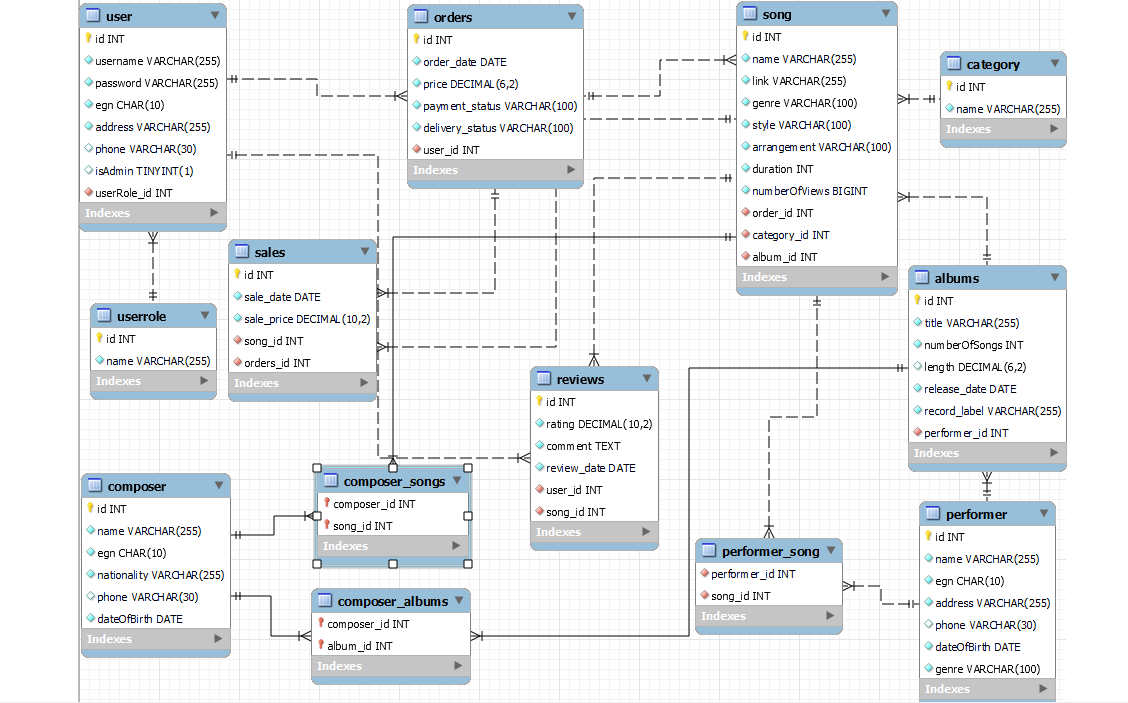 user
id INT
username VARCHAR(255)
password VARCHAR(255)
egn CHAR(10)
address VARCHAR(255)
phone VARCHAR(30)
isAdmin TINYINT(1)
userRole_id INT
Indexes
orders
id INT
order_date DATE
price DECIMAL(6,2)
payment_status VARCHAR(100)
delivery_status VARCHAR(100)
user_id INT
Indexes
song
id INT
name VARCHAR(255)
link VARCHAR(255)
genre VARCHAR(100)
style VARCHAR(100)
arrangement VARCHAR(100)
duration INT
numberOfViews BIGINT
order_id INT
category_id INT
album_id INT
Indexes
category
id INT
name VARCHAR(255)
Indexes
sales
id INT
sale_date DATE
sale_price DECIMAL(10,2)
song_id INT
orders_id INT
Indexes
userrole
id INT
name VARCHAR(255)
Indexes
albums
id INT
title VARCHAR(255)
numberOfSongs INT
length DECIMAL(6,2)
release_date DATE
record_label VARCHAR(255)
performer_id INT
Indexes
reviews
id INT
rating DECIMAL(10,2)
comment TEXT
review_date DATE
user_id INT
song_id INT
Indexes
composer
id INT
name VARCHAR(255)
egn CHAR(10)
nationality VARCHAR(255)
phone VARCHAR(30)
dateOfBirth DATE
Indexes
composer_songs
composer_id INT
song_id INT
Indexes
composer_albums
composer_id INT
album_id INT
Indexes
performer_song
performer_id INT
song_id INT
Indexes
performer
id INT
name VARCHAR(255)
egn CHAR(10)
address VARCHAR(255)
phone VARCHAR(30)
dateOfBirth DATE
genre VARCHAR(100)
Indexes